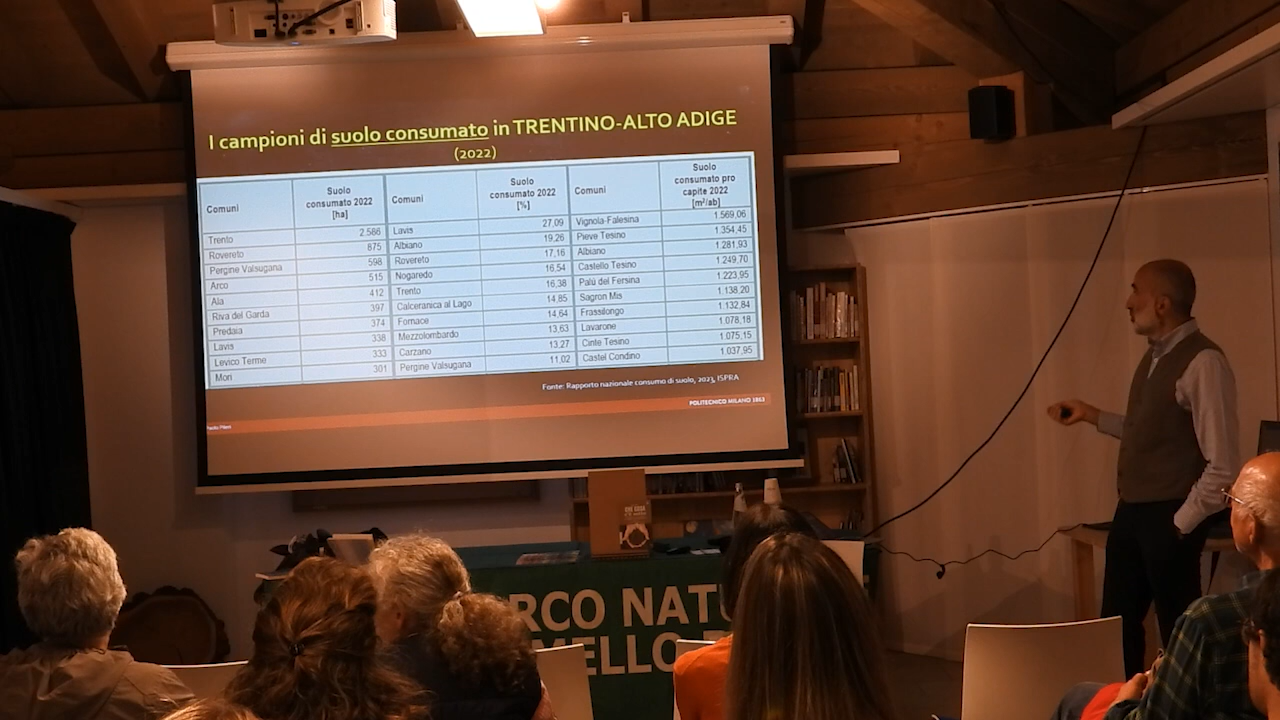 I campioni di suolo consumato in TRENTINO-ALTO ADIGE
(2022)
Comuni Suolo consumato 2022 [ha] Comuni Suolo consumato 2022 [%] Comuni Suolo consumato pro capite 2022 [m²/ab]
Trento 2.586 Lavis 27,09 Vignola-Falesina 1.569,06
Rovereto 875 Albiano 19,26 Pieve Tesino 1.354,45
Pergine Valsugana 598 Rovereto 17,16 Albiano 1.281,93
Arco 515 Nogaredo 16,54 Castello Tesino 1.249,70
Ala 412 Trento 16,38 Palù del Fersina 1.223,95
Riva del Garda 397 Calceranica al Lago 14,85 Sagron Mis 1.138,20
Predaia 374 Fornace 14,64 Frassilongo 1.132,84
Lavis 338 Mezzolombardo 13,63 Lavarone 1.078,18
Levico Terme 333 Carzano 13,27 Cinte Tesino 1.075,15
Mori 301 Pergine Valsugana 11,02 Castel Condino 1.037,95
Fonte: Rapporto nazionale consumo di suolo, 2023, ISPRA
POLITECNICO MILANO 1863
RCO NATU
MELLO